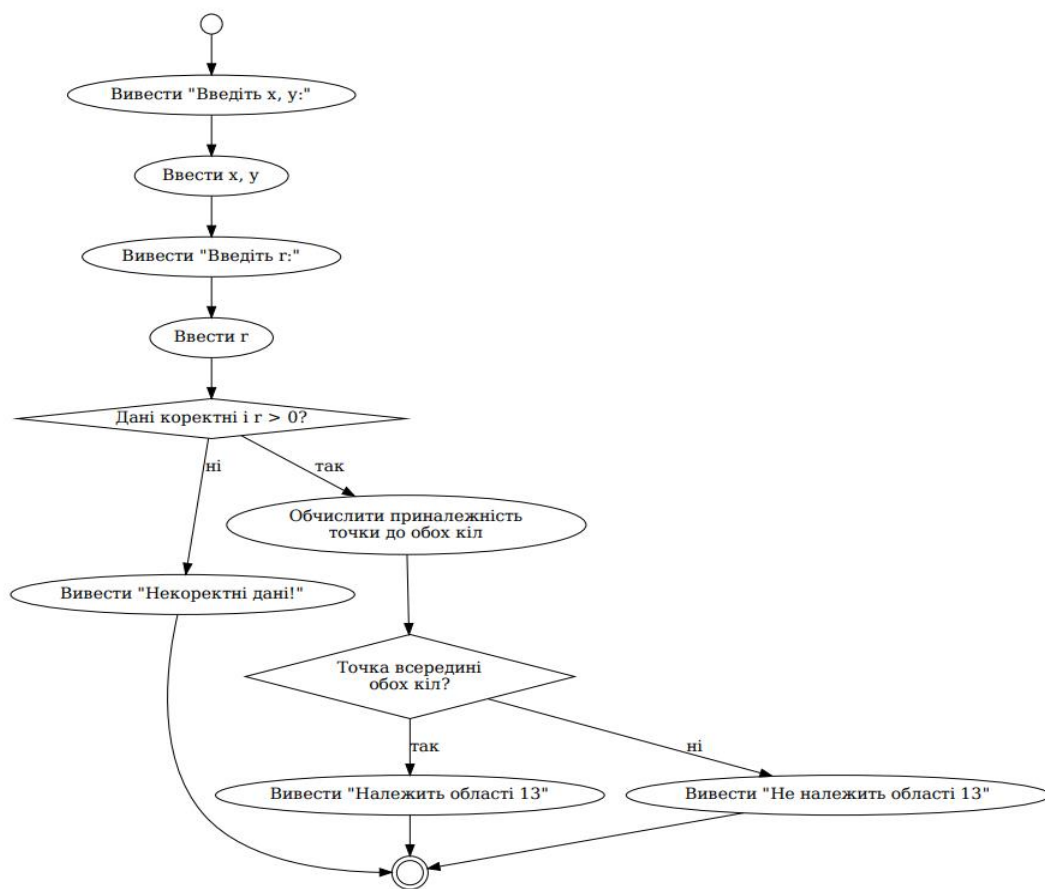 Вивести "Введіть x, y:"
Ввести x, y
Вивести "Введіть r:"
Ввести r
Дані коректні і r > 0?
ні
так
Обчислити приналежність
точки до обох кіл
Вивести "Некоректні дані!"
Точка всередині
обох кіл?
так
ні
Вивести "Належить області 13"
Вивести "Не належить області 13"